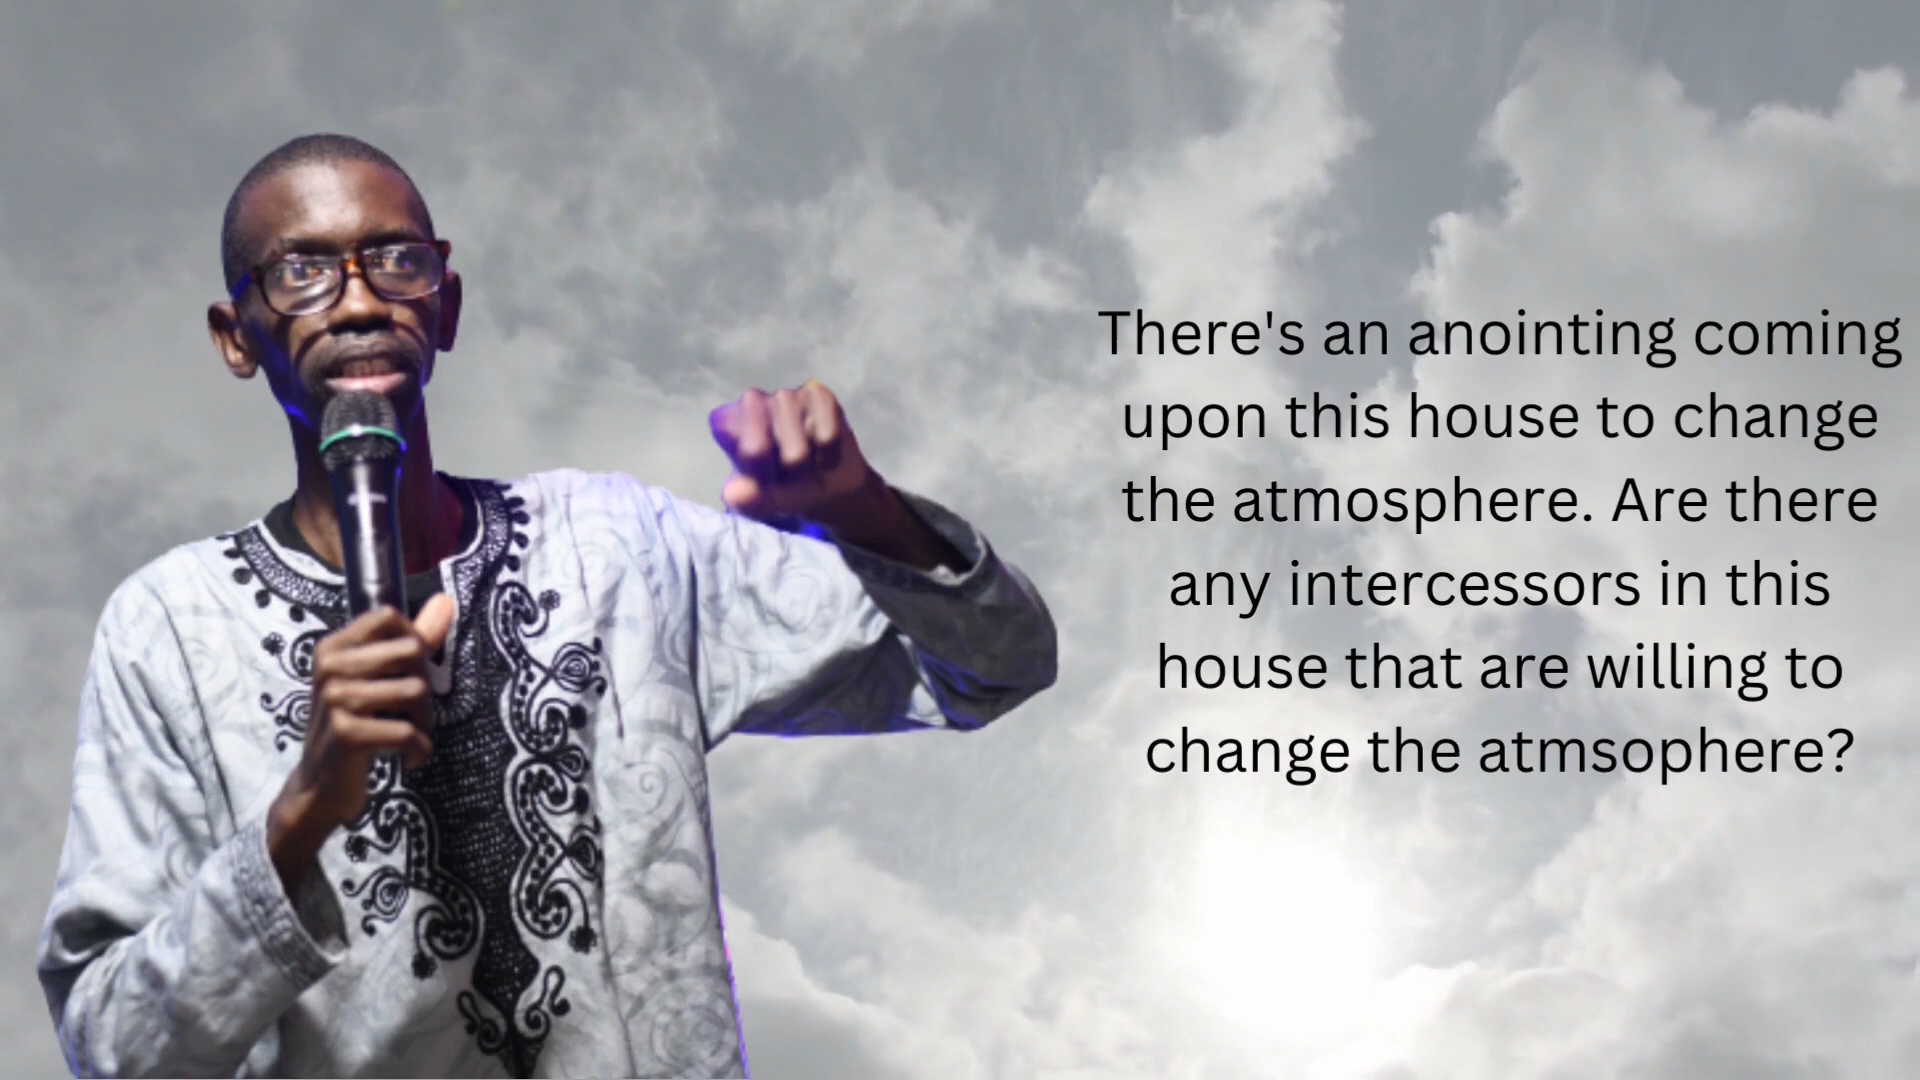 There's an anointing coming
upon this house to change
the atmosphere. Are there
any intercessors in this
house that are willing to
change the atmsophere?